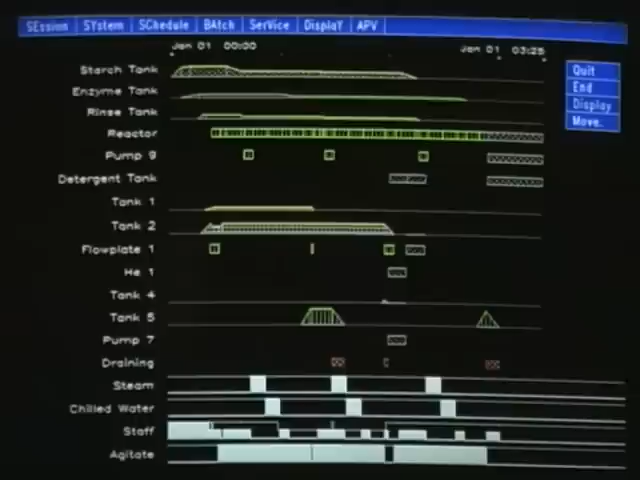 SEssion SYstem SChedule BAtch SerVice DisplaY APV
Jan 01 00:00 Jan 01 03:25
Starch Tank
Enzyme Tank
Rinse Tank
Reactor
Pump 9
Detergent Tank
Tank 1
Tank 2
Flowplate 1
He 1
Tank 4
Tank 5
Pump 7
Draining
Steam
Chilled Water
Staff
Agitate
Quit
End
Display
Move.